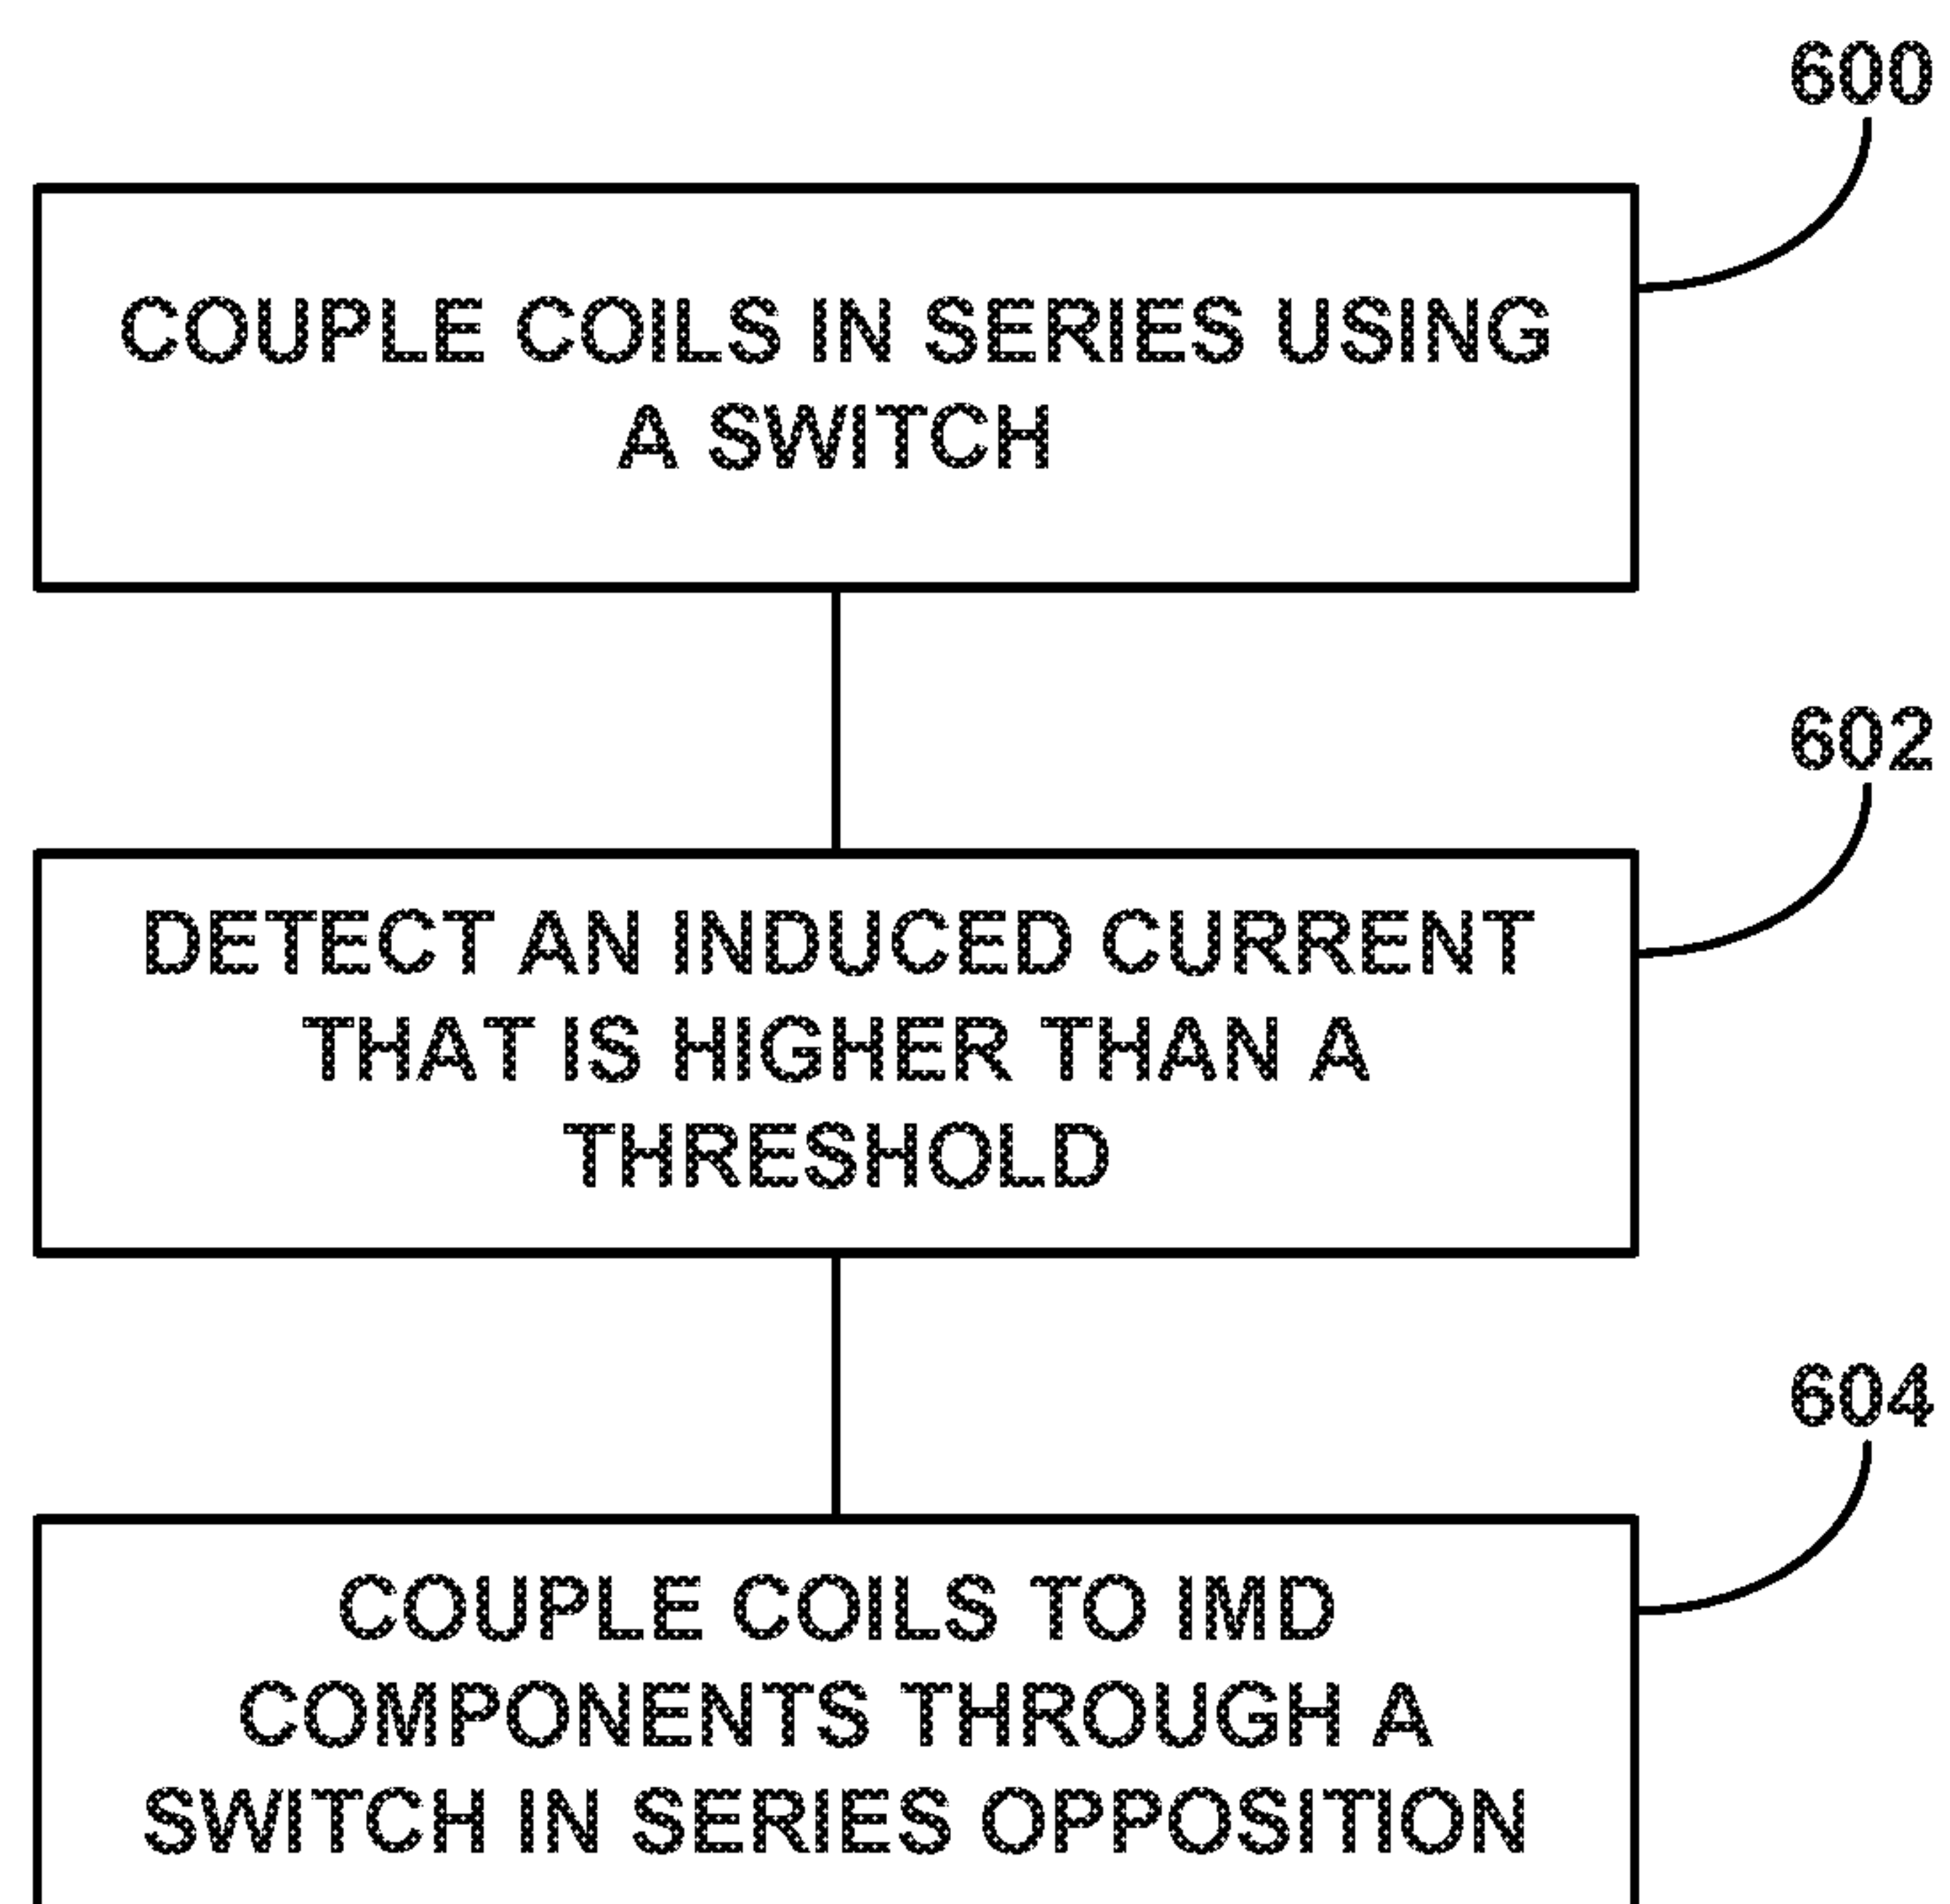 600
COUPLE COILS IN SERIES USING
A SWITCH
602
DETECT AN INDUCED CURRENT
THAT IS HIGHER THAN A
THRESHOLD
604
COUPLE COILS TO IMD
COMPONENTS THROUGH A
SWITCH IN SERIES OPPOSITION